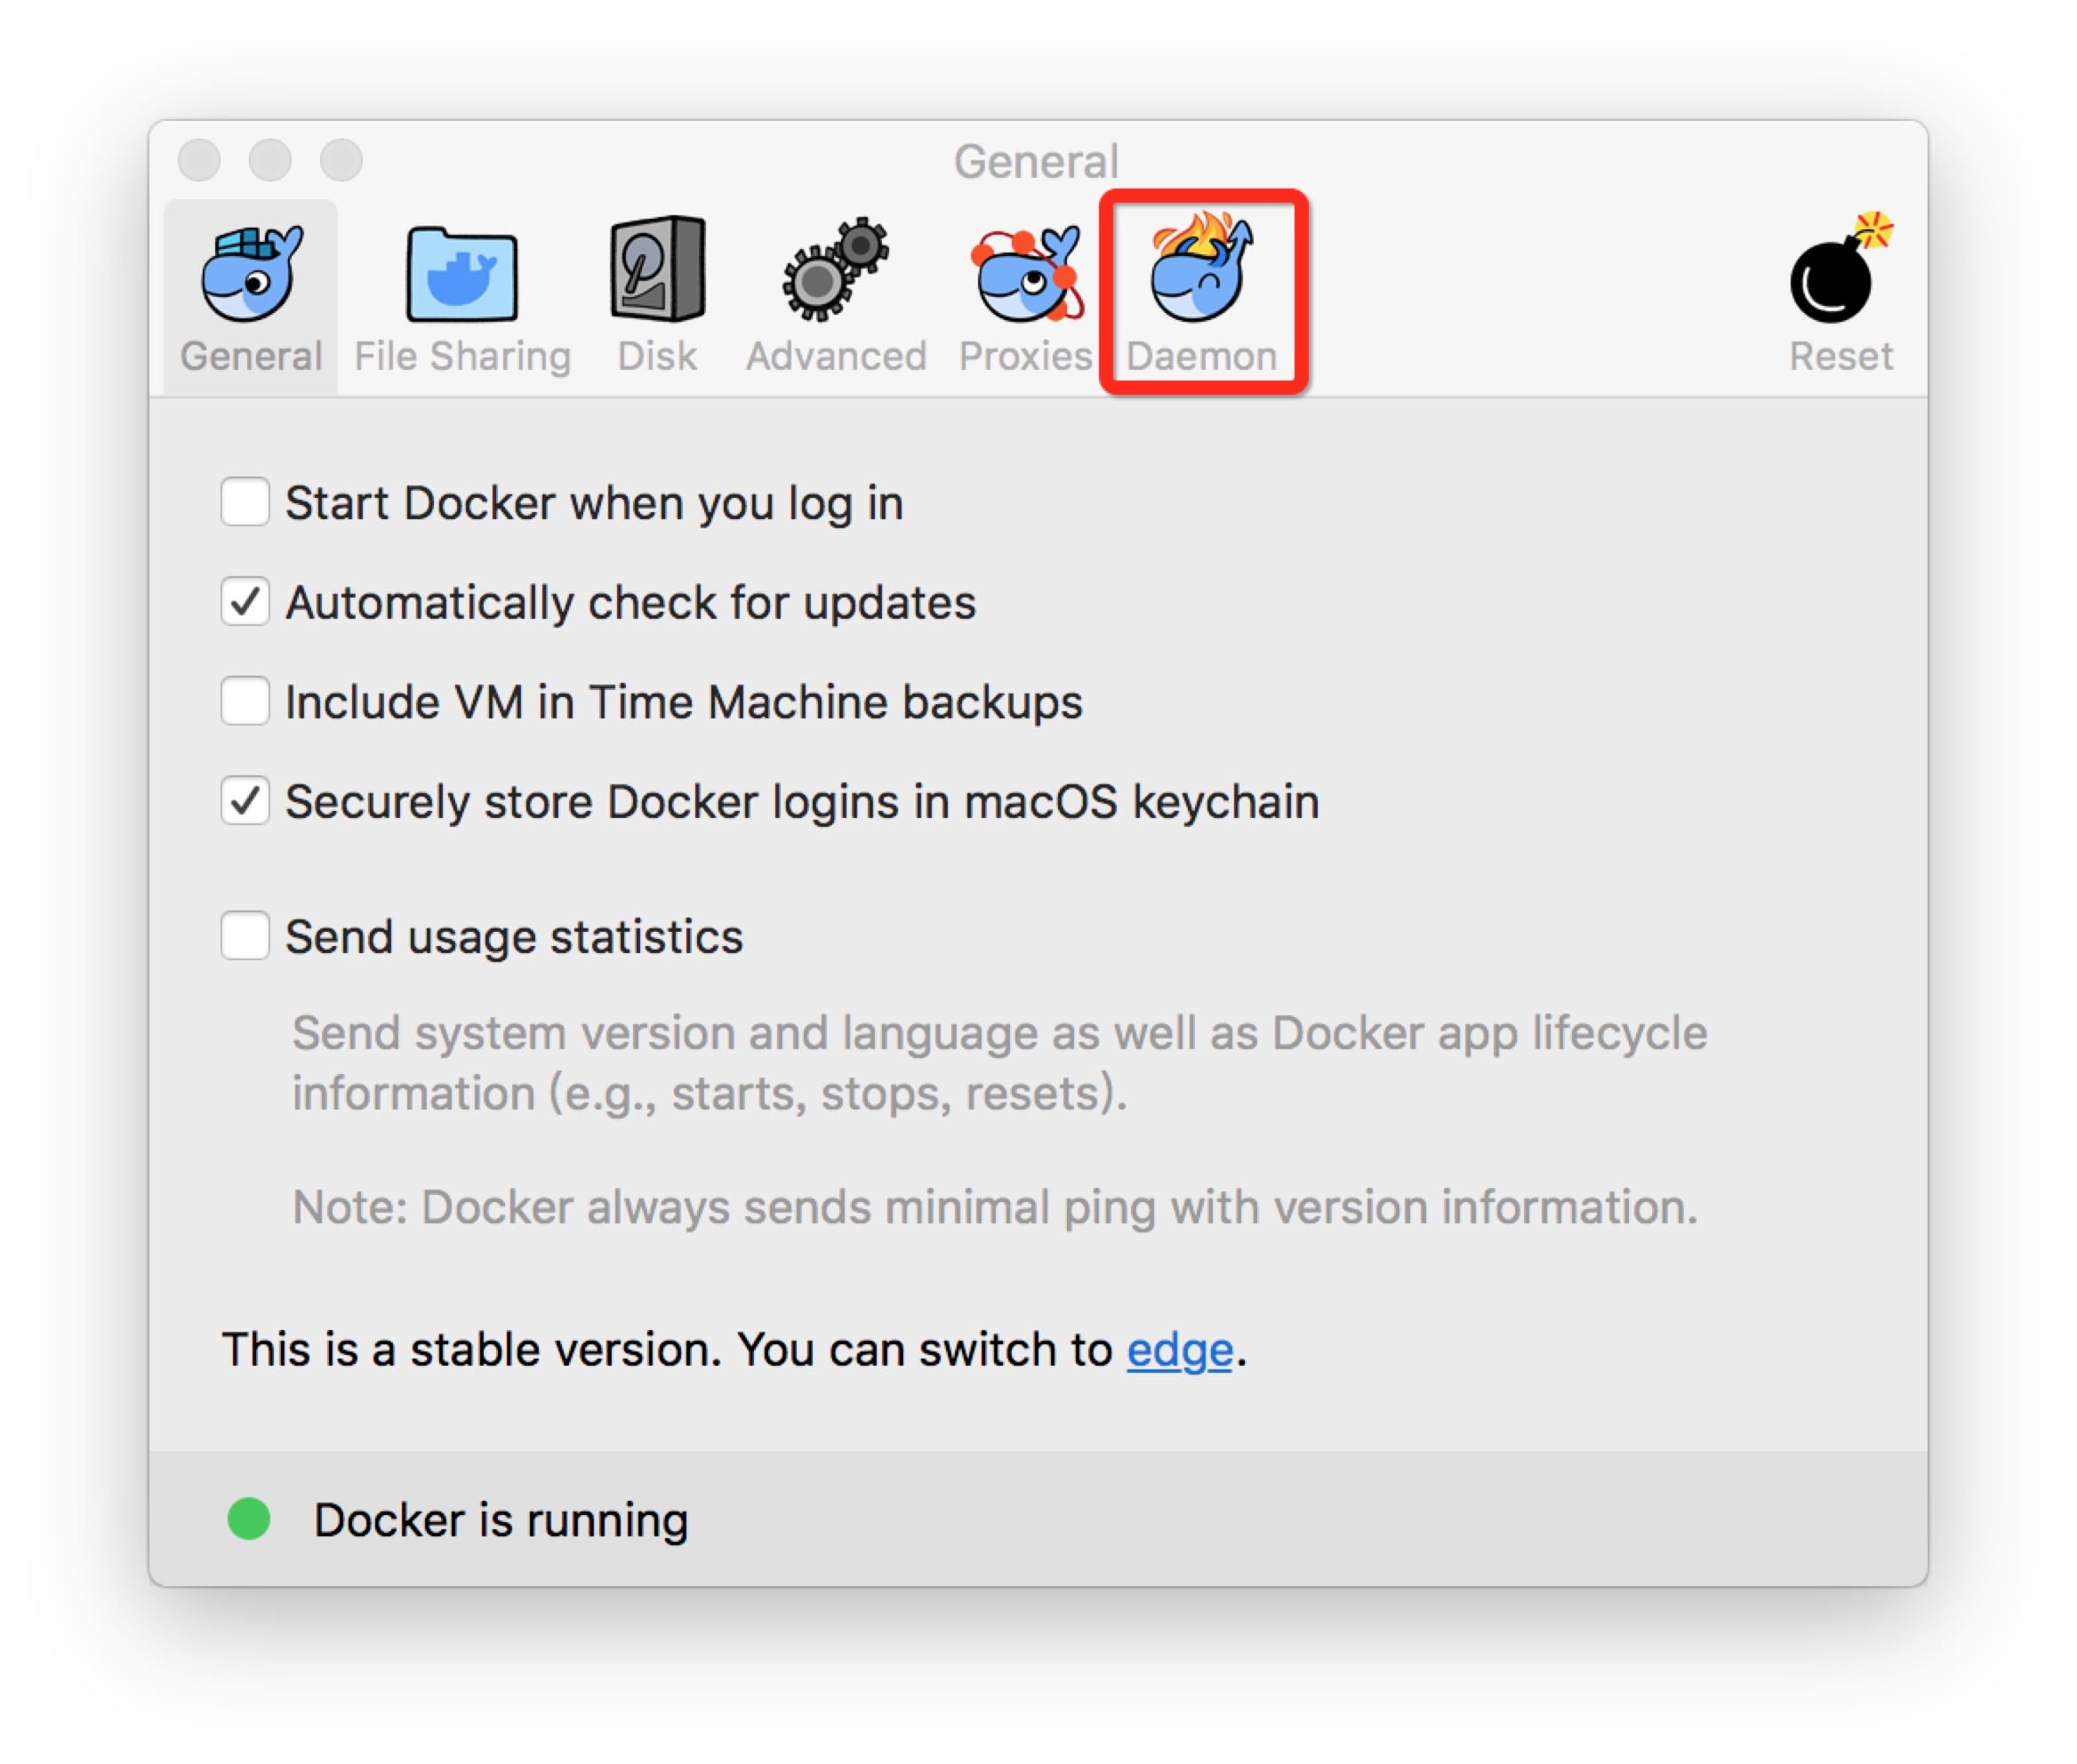 General
General
File Sharing
Disk
Advanced
Proxies
Daemon
Reset
Start Docker when you log in
Automatically check for updates
Include VM in Time Machine backups
Securely store Docker logins in macOS keychain
Send usage statistics
Send system version and language as well as Docker app lifecycle
information (e.g., starts, stops, resets).
Note: Docker always sends minimal ping with version information.
This is a stable version. You can switch to edge.
Docker is running